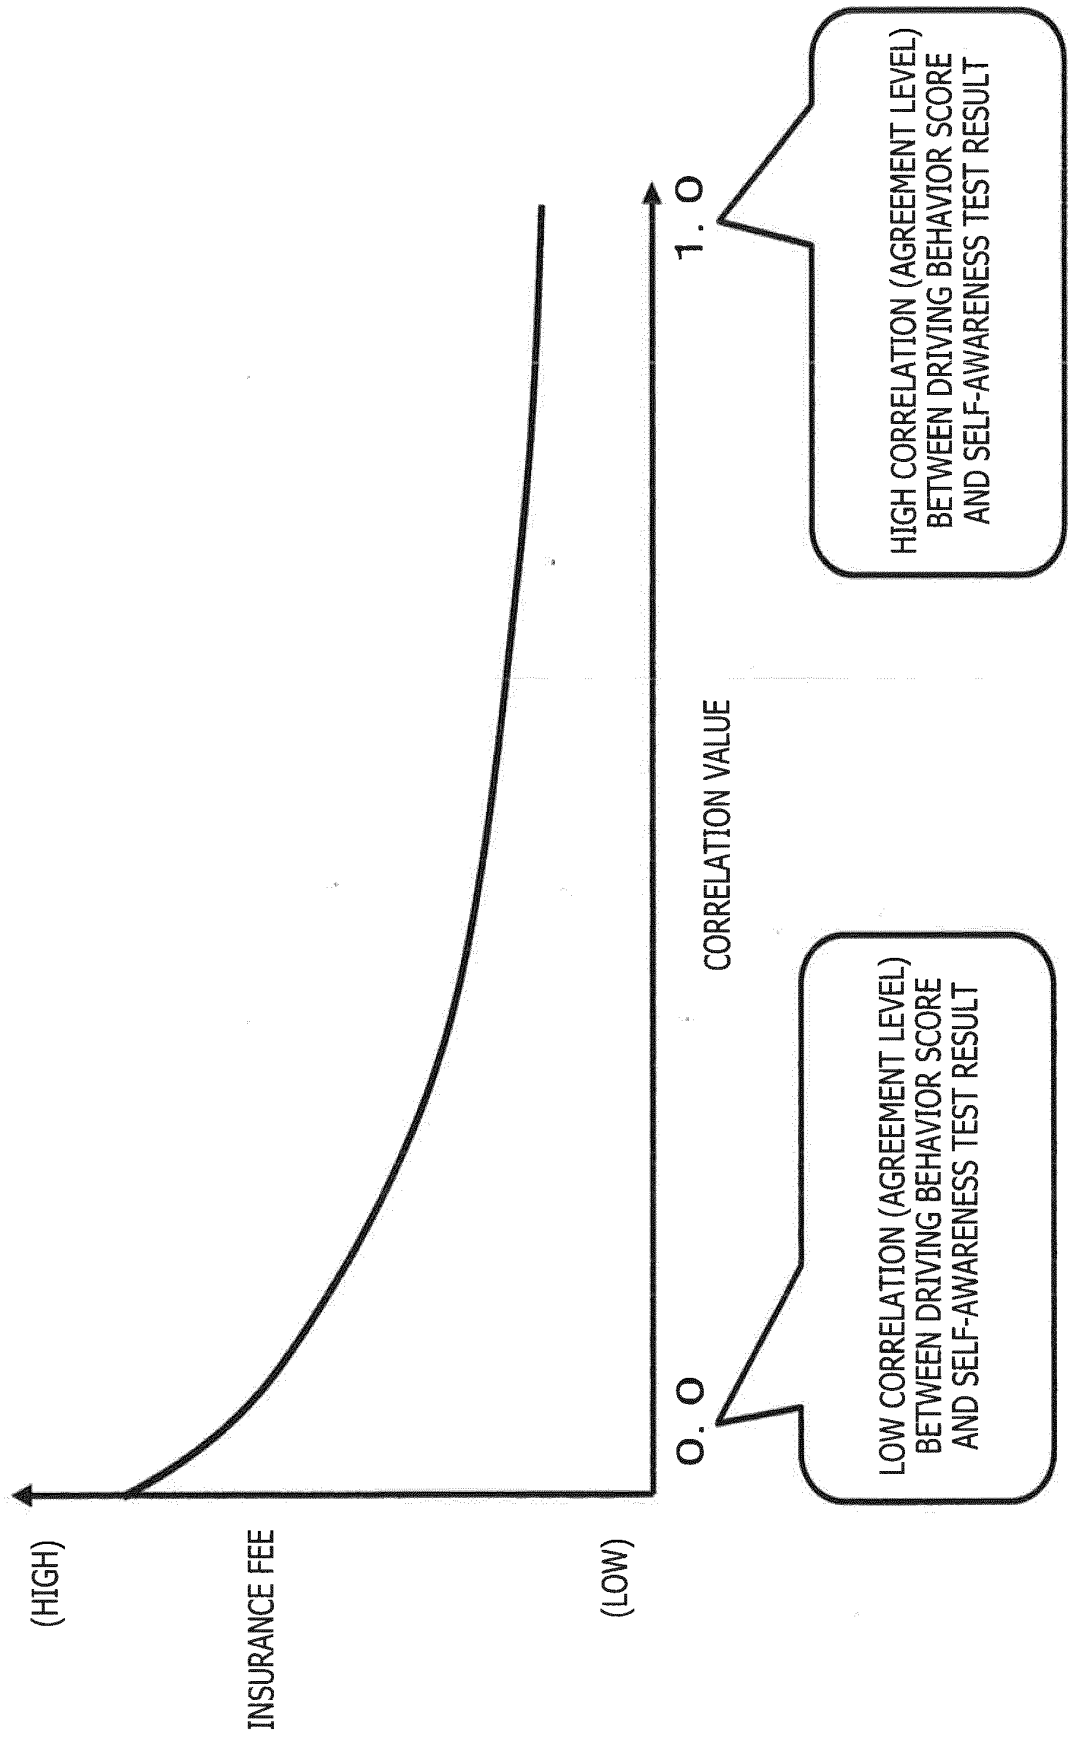 (HIGH)
INSURANCE FEE
(LOW)
0. 0
1. 0
CORRELATION VALUE
LOW CORRELATION (AGREEMENT LEVEL)
BETWEEN DRIVING BEHAVIOR SCORE
AND SELF-AWARENESS TEST RESULT
HIGH CORRELATION (AGREEMENT LEVEL)
BETWEEN DRIVING BEHAVIOR SCORE
AND SELF-AWARENESS TEST RESULT